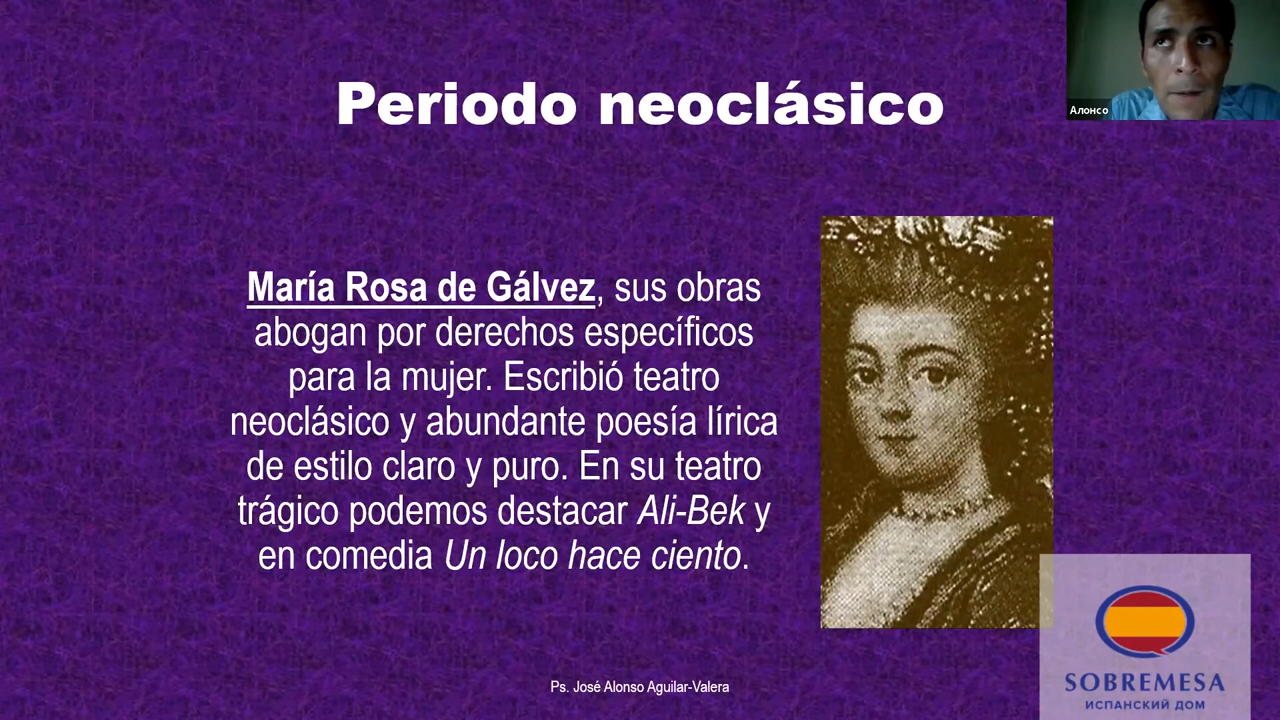 Periodo neoclásico
Алонсо
María Rosa de Gálvez, sus obras
abogan por derechos específicos
para la mujer. Escribió teatro
neoclásico y abundante poesía lírica
de estilo claro y puro. En su teatro
trágico podemos destacar Ali-Bek y
en comedia Un loco hace ciento.
Ps. José Alonso Aguilar-Valera
SOBREMESA
ИСПАНСКИЙ ДОМ